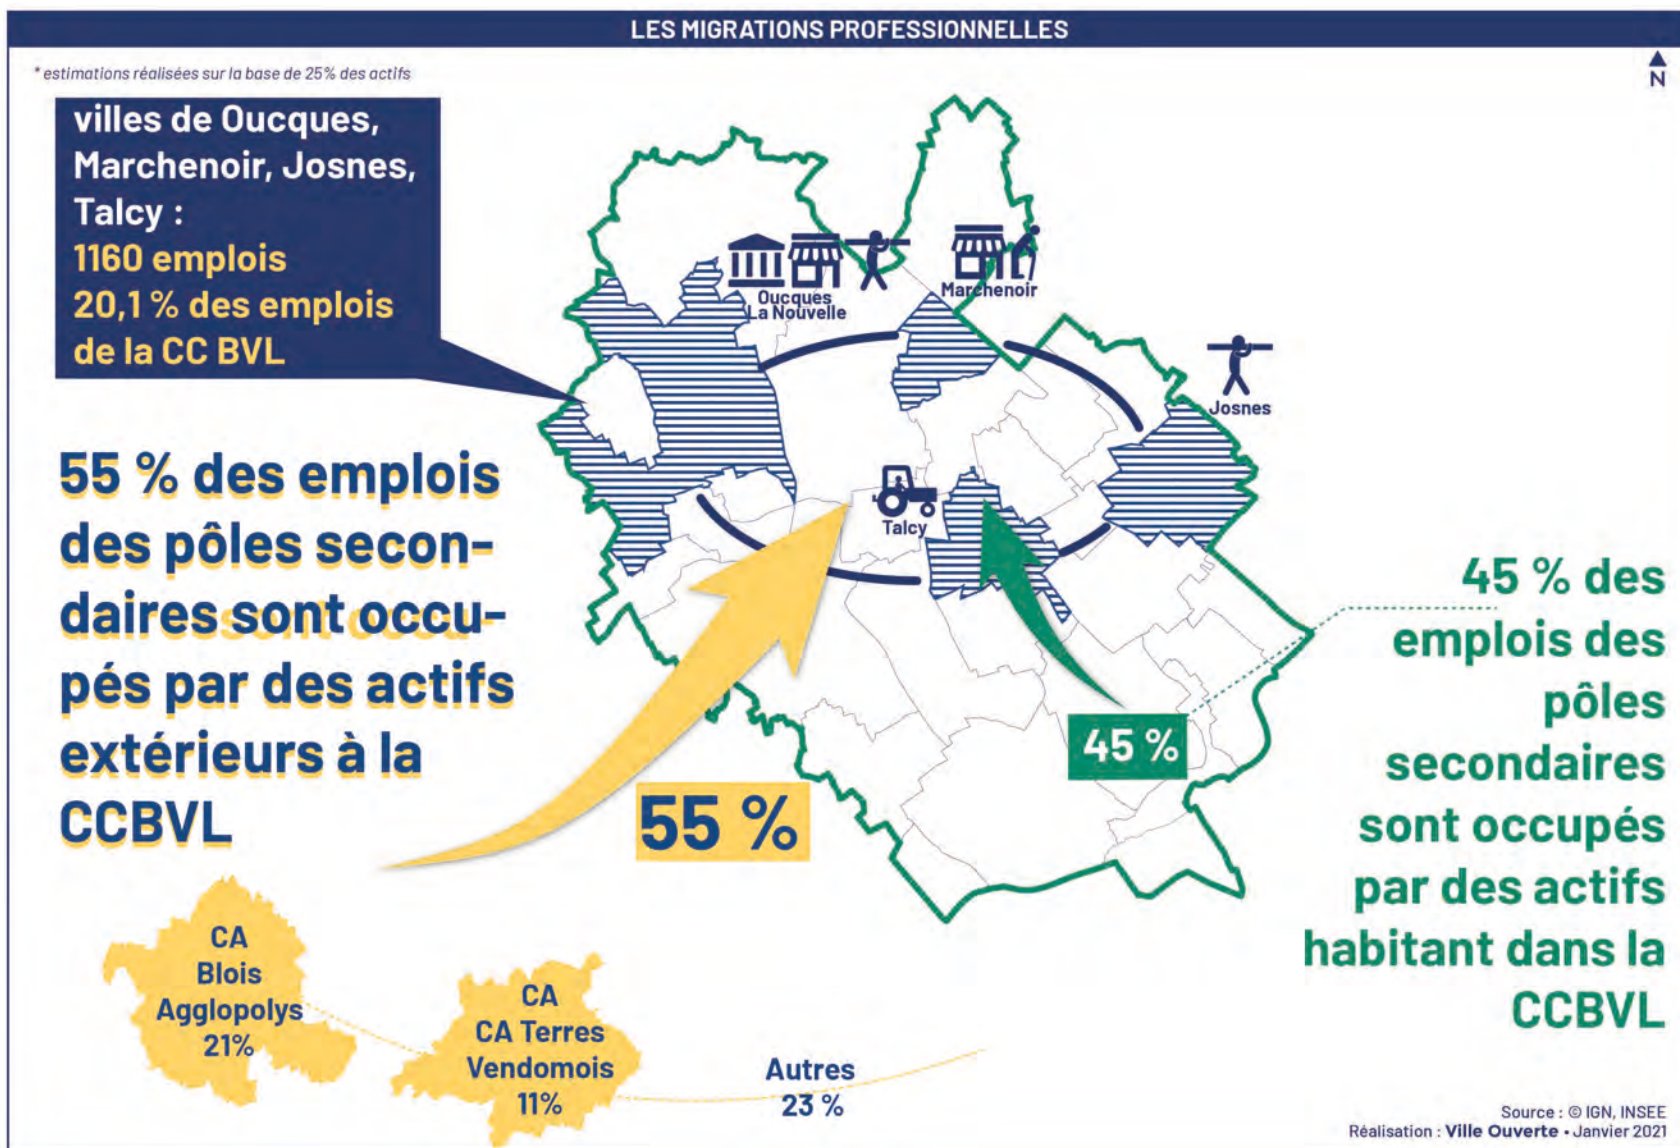 LES MIGRATIONS PROFESSIONNELLES
* estimations réalisées sur la base de 25% des actifs
N
villes de Oucques,
Marchenoir, Josnes,
Talcy :
1160 emplois
20,1 % des emplois
de la CC BVL
Oucques
La Nouvelle
Marchenoir
Josnes
Talcy
55 % des emplois
des pôles secon-
daires sont occu-
pés par des actifs
extérieurs à la
CCBVL
55 %
45 %
45 % des
emplois des
pôles
secondaires
sont occupés
par des actifs
habitant dans la
CCBVL
CA
Blois
Agglopolys
21%
CA
CA Terres
Vendomois
11%
Autres
23 %
Source : © IGN, INSEE
Réalisation : Ville Ouverte • Janvier 2021